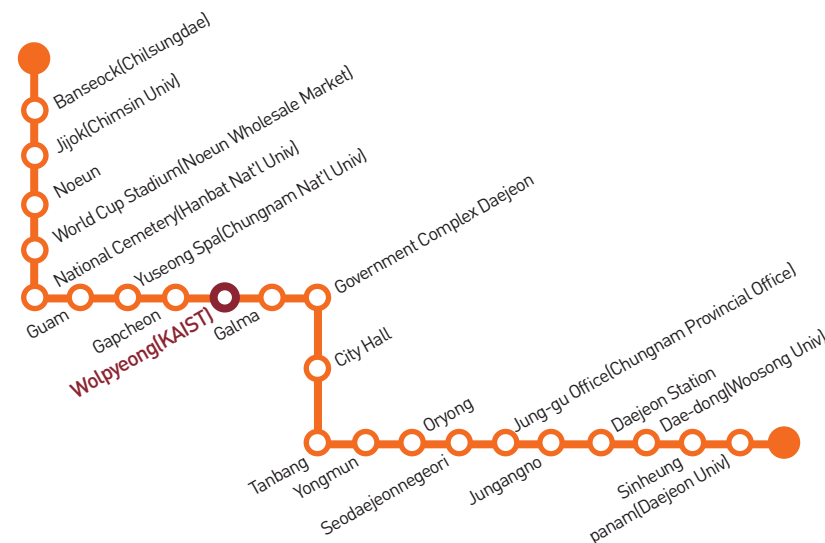 Banseock(Chilsungdae)
Jijok(Chimsin Univ)
Noeun
World Cup Stadium(Noeun Wholesale Market)
National Cemetery(Hanbat Nat'l Univ)
Guam
Yuseong Spa(Chungnam Nat'l Univ)
Gapcheon
Wolpyeong(KAIST)
Galma
Government Complex Daejeon
City Hall
Tanbang
Yongmun
Oryong
Seodaejeonnegeori
Jung-gu Office(Chungnam Provincial Office)
Jungangno
Daejeon Station
Dae-dong(Woosong Univ)
Sinheung
panam(Daejeon Univ)